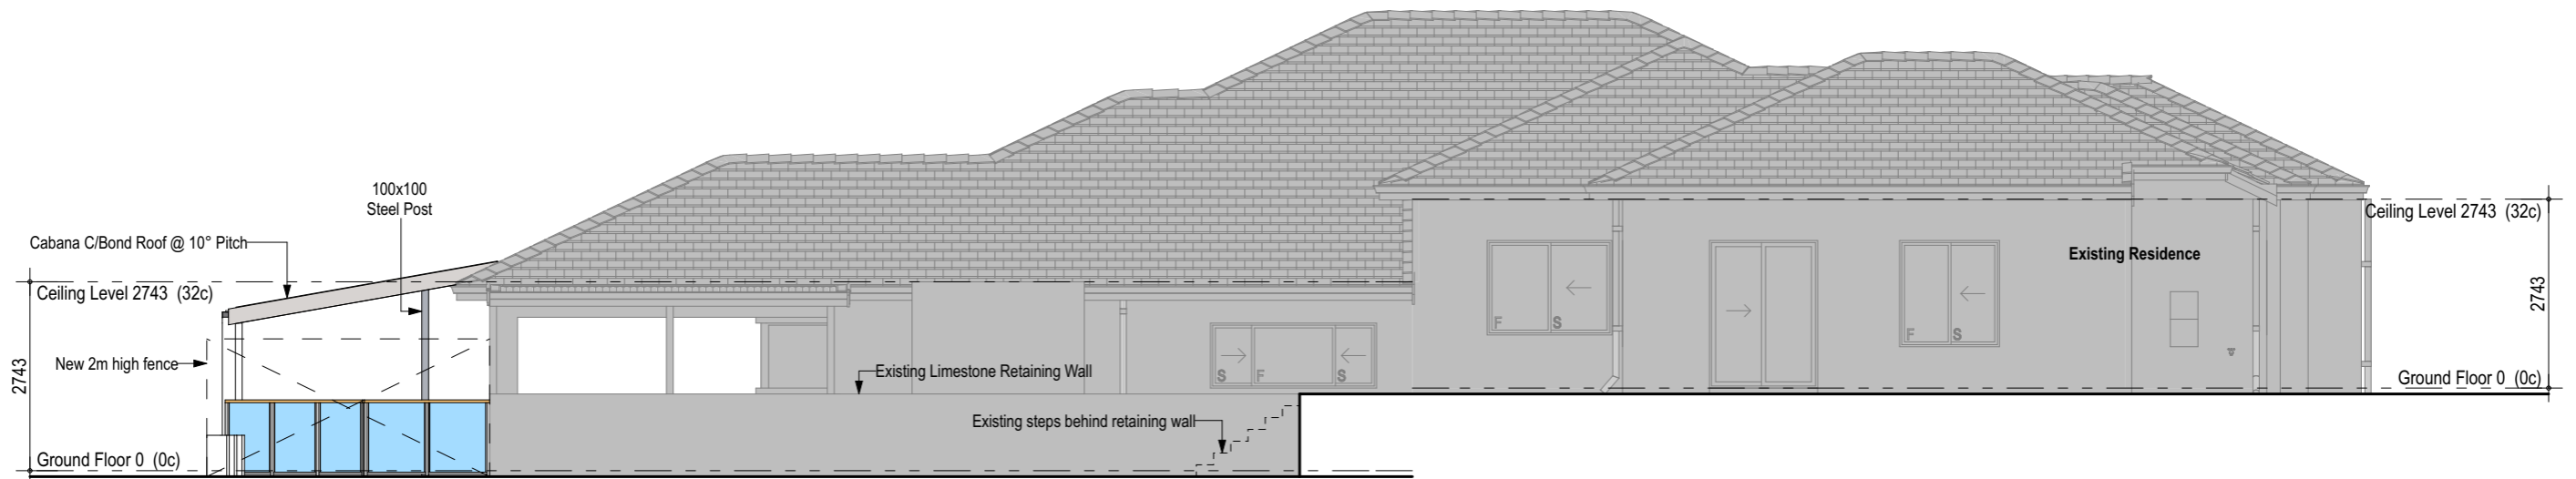 100x100
Steel Post
Cabana C/Bond Roof @ 10° Pitch
Ceiling Level 2743 (32c)
New 2m high fence
2743
Ground Floor 0 (0c)
Existing Limestone Retaining Wall
Existing steps behind retaining wall
S
F
S
F
S
F
S
Existing Residence
Ceiling Level 2743 (32c)
2743
Ground Floor 0 (0c)